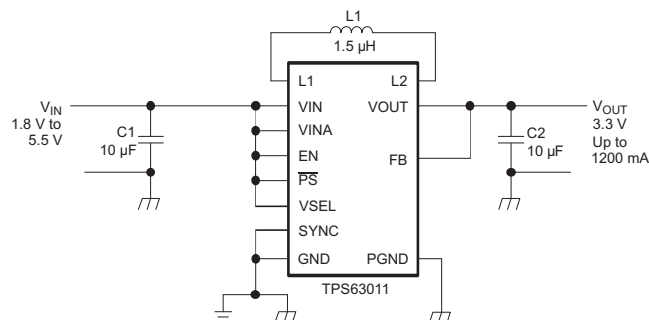 L1
1.5 µH
L1
L2
VIN
VOUT
VINA
EN
FB
PS
VSEL
SYNC
GND
PGND
TPS63011
VIN
1.8 V to
5.5 V
C1
10 µF
C2
10 µF
VOUT
3.3 V
Up to
1200 mA